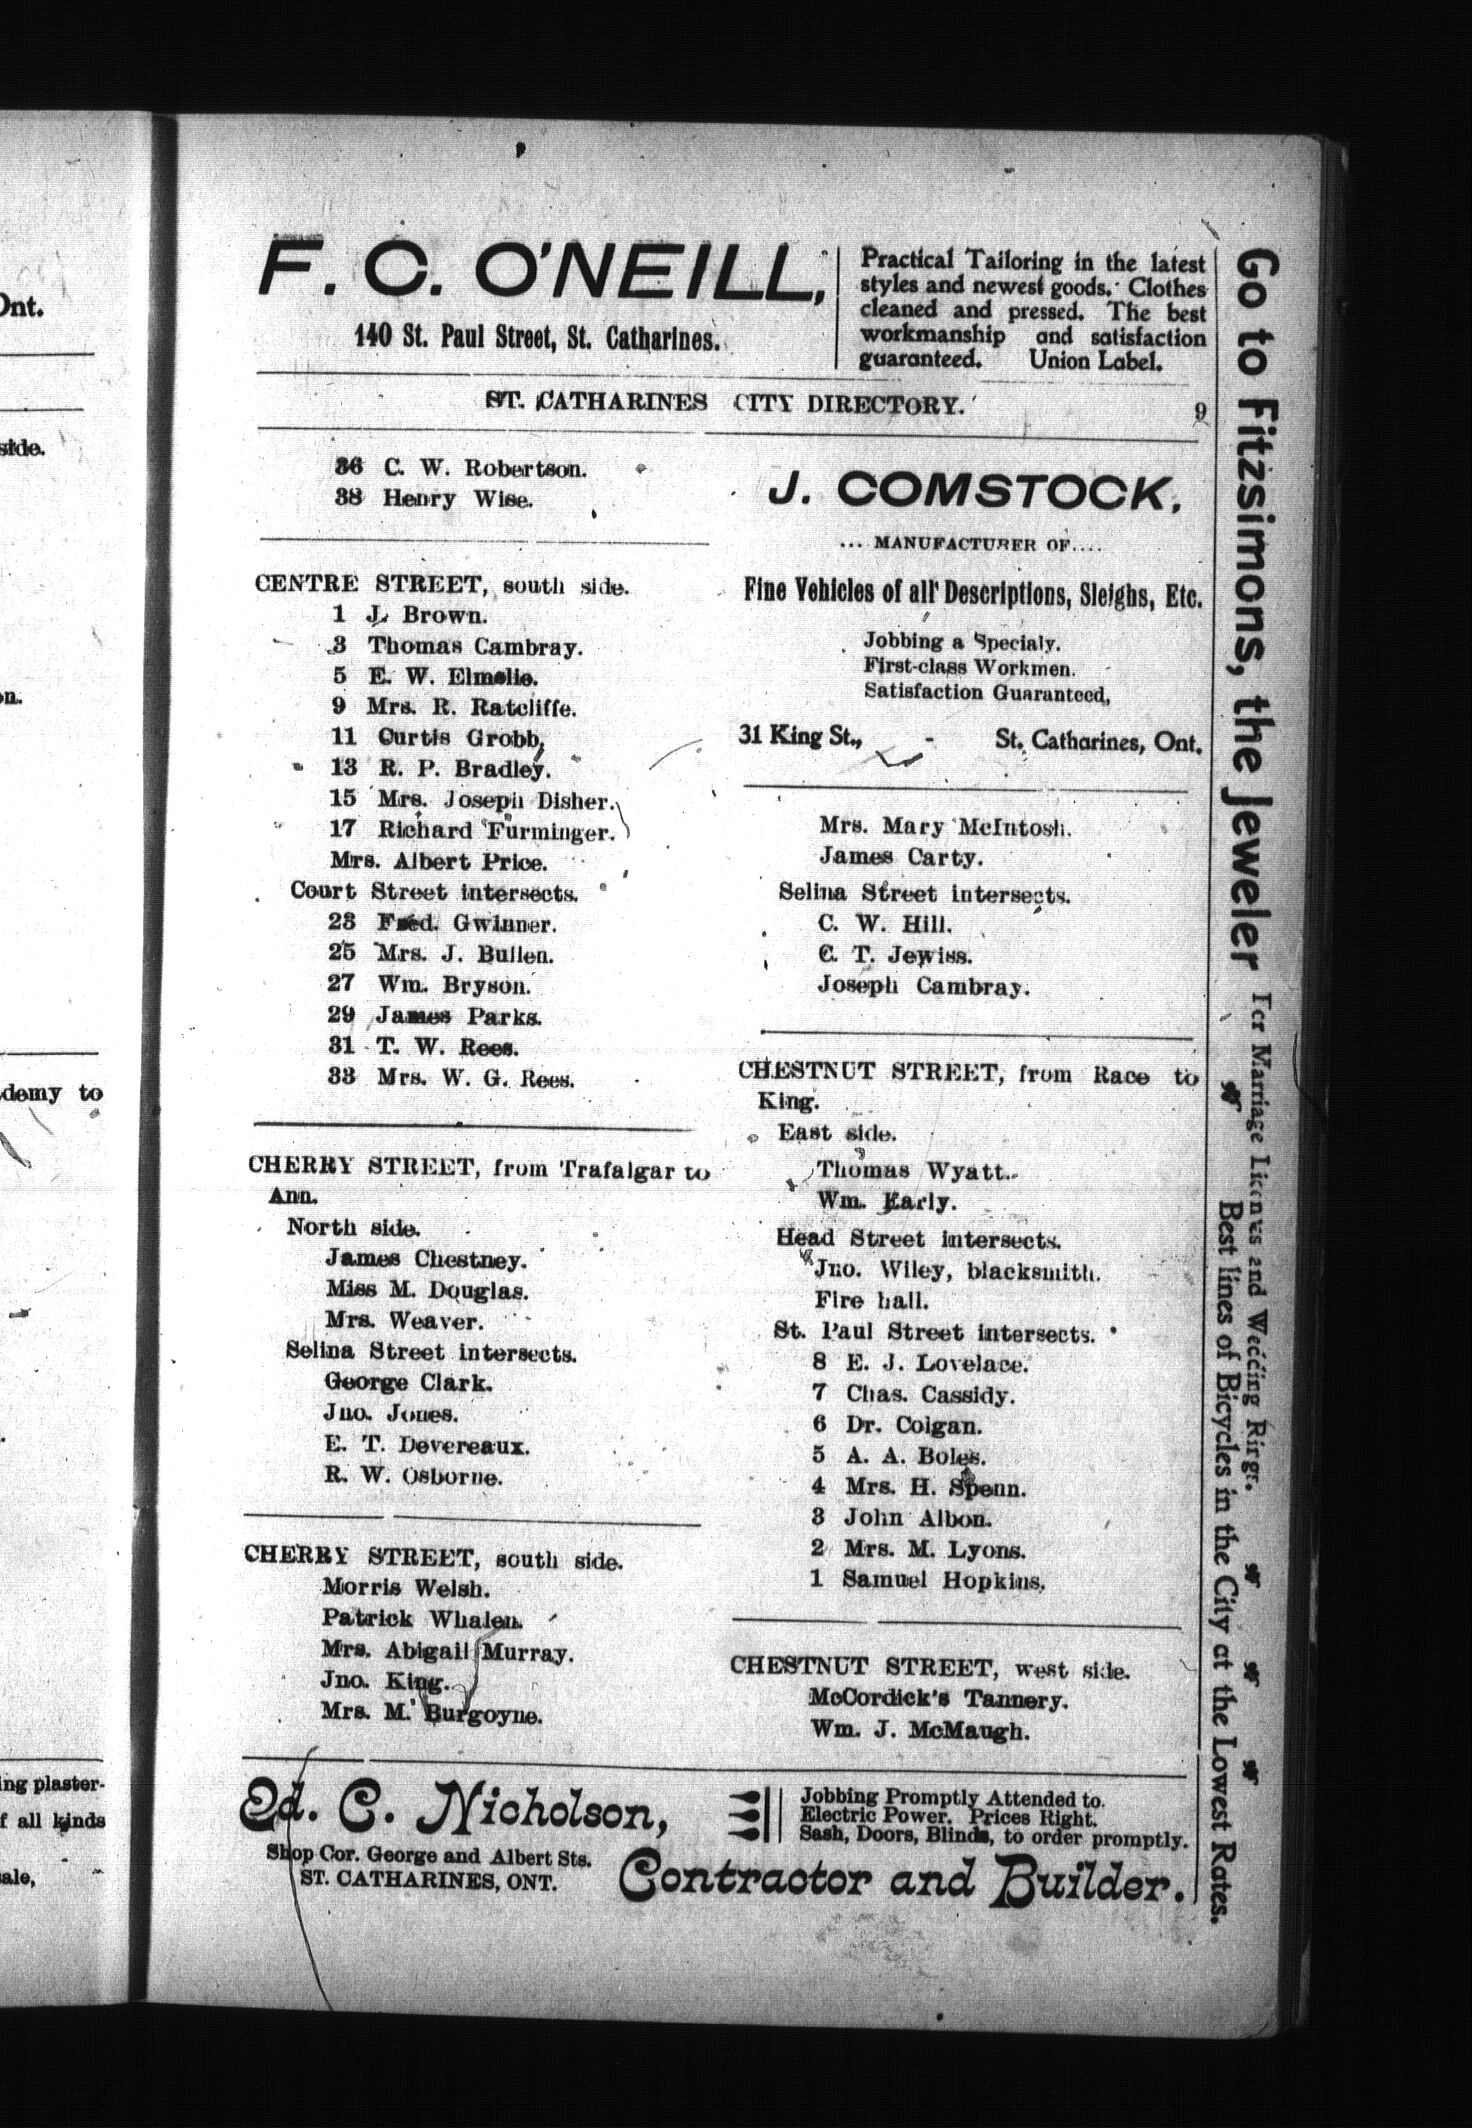 Ont.
side.
on.
demy to
ing plaster-
f all kinds
ale,
F. C. O'NEILL,
140 St. Paul Street, St. Catharines.
Practical Tailoring in the latest
styles and newest goods. Clothes
cleaned and pressed. The best
workmanship and satisfaction
guaranteed. Union Label.
ST. CATHARINES CITY DIRECTORY. 9
36 C. W. Robertson.
38 Henry Wise.
CENTRE STREET, south side.
1 J. Brown.
3 Thomas Cambray.
5 E. W. Elmslie.
9 Mrs. R. Ratcliffe.
11 Curtis Grobb,
13 R. P. Bradley.
15 Mrs. Joseph Disher.
17 Richard Furminger.
Mrs. Albert Price.
Court Street intersects.
23 Fred. Gwinner.
25 Mrs. J. Bullen.
27 Wm. Bryson.
29 James Parks.
31 T. W. Rees.
33 Mrs. W. G. Rees.
CHERRY STREET, from Trafalgar to
Ann.
North side.
James Chestney.
Miss M. Douglas.
Mrs. Weaver.
Selina Street intersects.
George Clark.
Jno. Jones.
E. T. Devereaux.
R. W. Osborne.
CHERRY STREET, south side.
Morris Welsh.
Patrick Whalen.
Mrs. Abigail Murray.
Jno. King.
Mrs. M. Burgoyne.
J. COMSTOCK,
... MANUFACTURER OF....
Fine Vehicles of all Descriptions, Sleighs, Etc.
Jobbing a Specialy.
First-class Workmen.
Satisfaction Guaranteed,
31 King St., - St. Catharines, Ont.
Mrs. Mary McIntosh.
James Carty.
Selina Street intersects.
C. W. Hill.
C. T. Jewiss.
Joseph Cambray.
CHESTNUT STREET, from Race to
King.
East side.
Thomas Wyatt.
Wm. Early.
Head Street intersects.
Jno. Wiley, blacksmith.
Fire hall.
St. Paul Street intersects.
8 E. J. Lovelace.
7 Chas. Cassidy.
6 Dr. Colgan.
5 A. A. Boles.
4 Mrs. H. Spenn.
3 John Albon.
2 Mrs. M. Lyons.
1 Samuel Hopkins.
CHESTNUT STREET, west side.
McCordick's Tannery.
Wm. J. McMaugh.
Ed. C. Nicholson,
Shop Cor. George and Albert Sts.
ST. CATHARINES, ONT.
Jobbing Promptly Attended to.
Electric Power. Prices Right.
Sash, Doors, Blinds, to order promptly.
Contractor and Builder.
Go to Fitzsimons, the Jeweler
For Marriage Licenses and Wedding Rings.
Best lines of Bicycles in the City at the Lowest Rates.